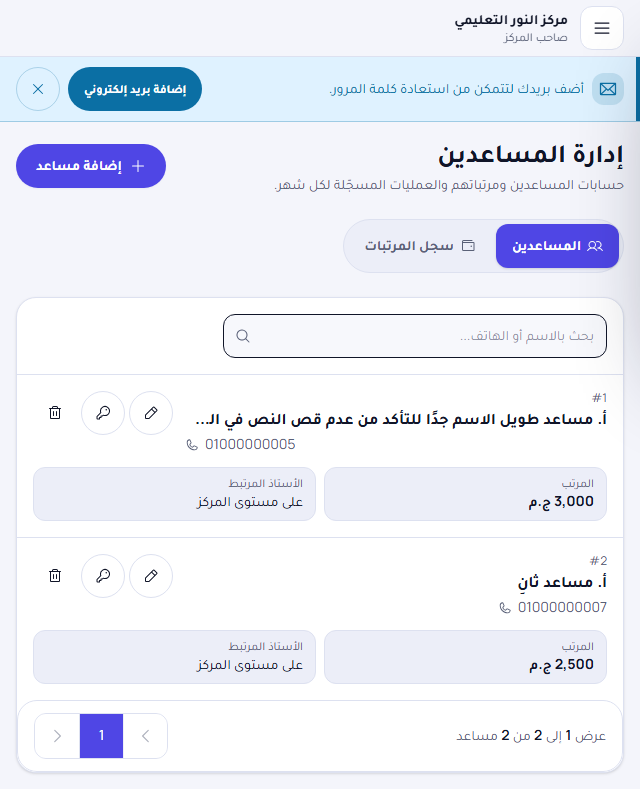 مركز النور التعليمي
صاحب المركز
أضف بريدك لتتمكن من استعادة كلمة المرور.
إضافة بريد إلكتروني
إدارة المساعدين
حسابات المساعدين ومرتباتهم والعمليات المسجّلة لكل شهر.
إضافة مساعد
المساعدين
سجل المرتبات
بحث بالاسم أو الهاتف...
#1
أ. مساعد طويل الاسم جدًا للتأكد من عدم قص النص في الـ...
01000000005
المرتب
3,000 ج.م
الأستاذ المرتبط
على مستوى المركز
#2
أ. مساعد ثانٍ
01000000007
المرتب
2,500 ج.م
الأستاذ المرتبط
على مستوى المركز
عرض 1 إلى 2 من 2 مساعد
1